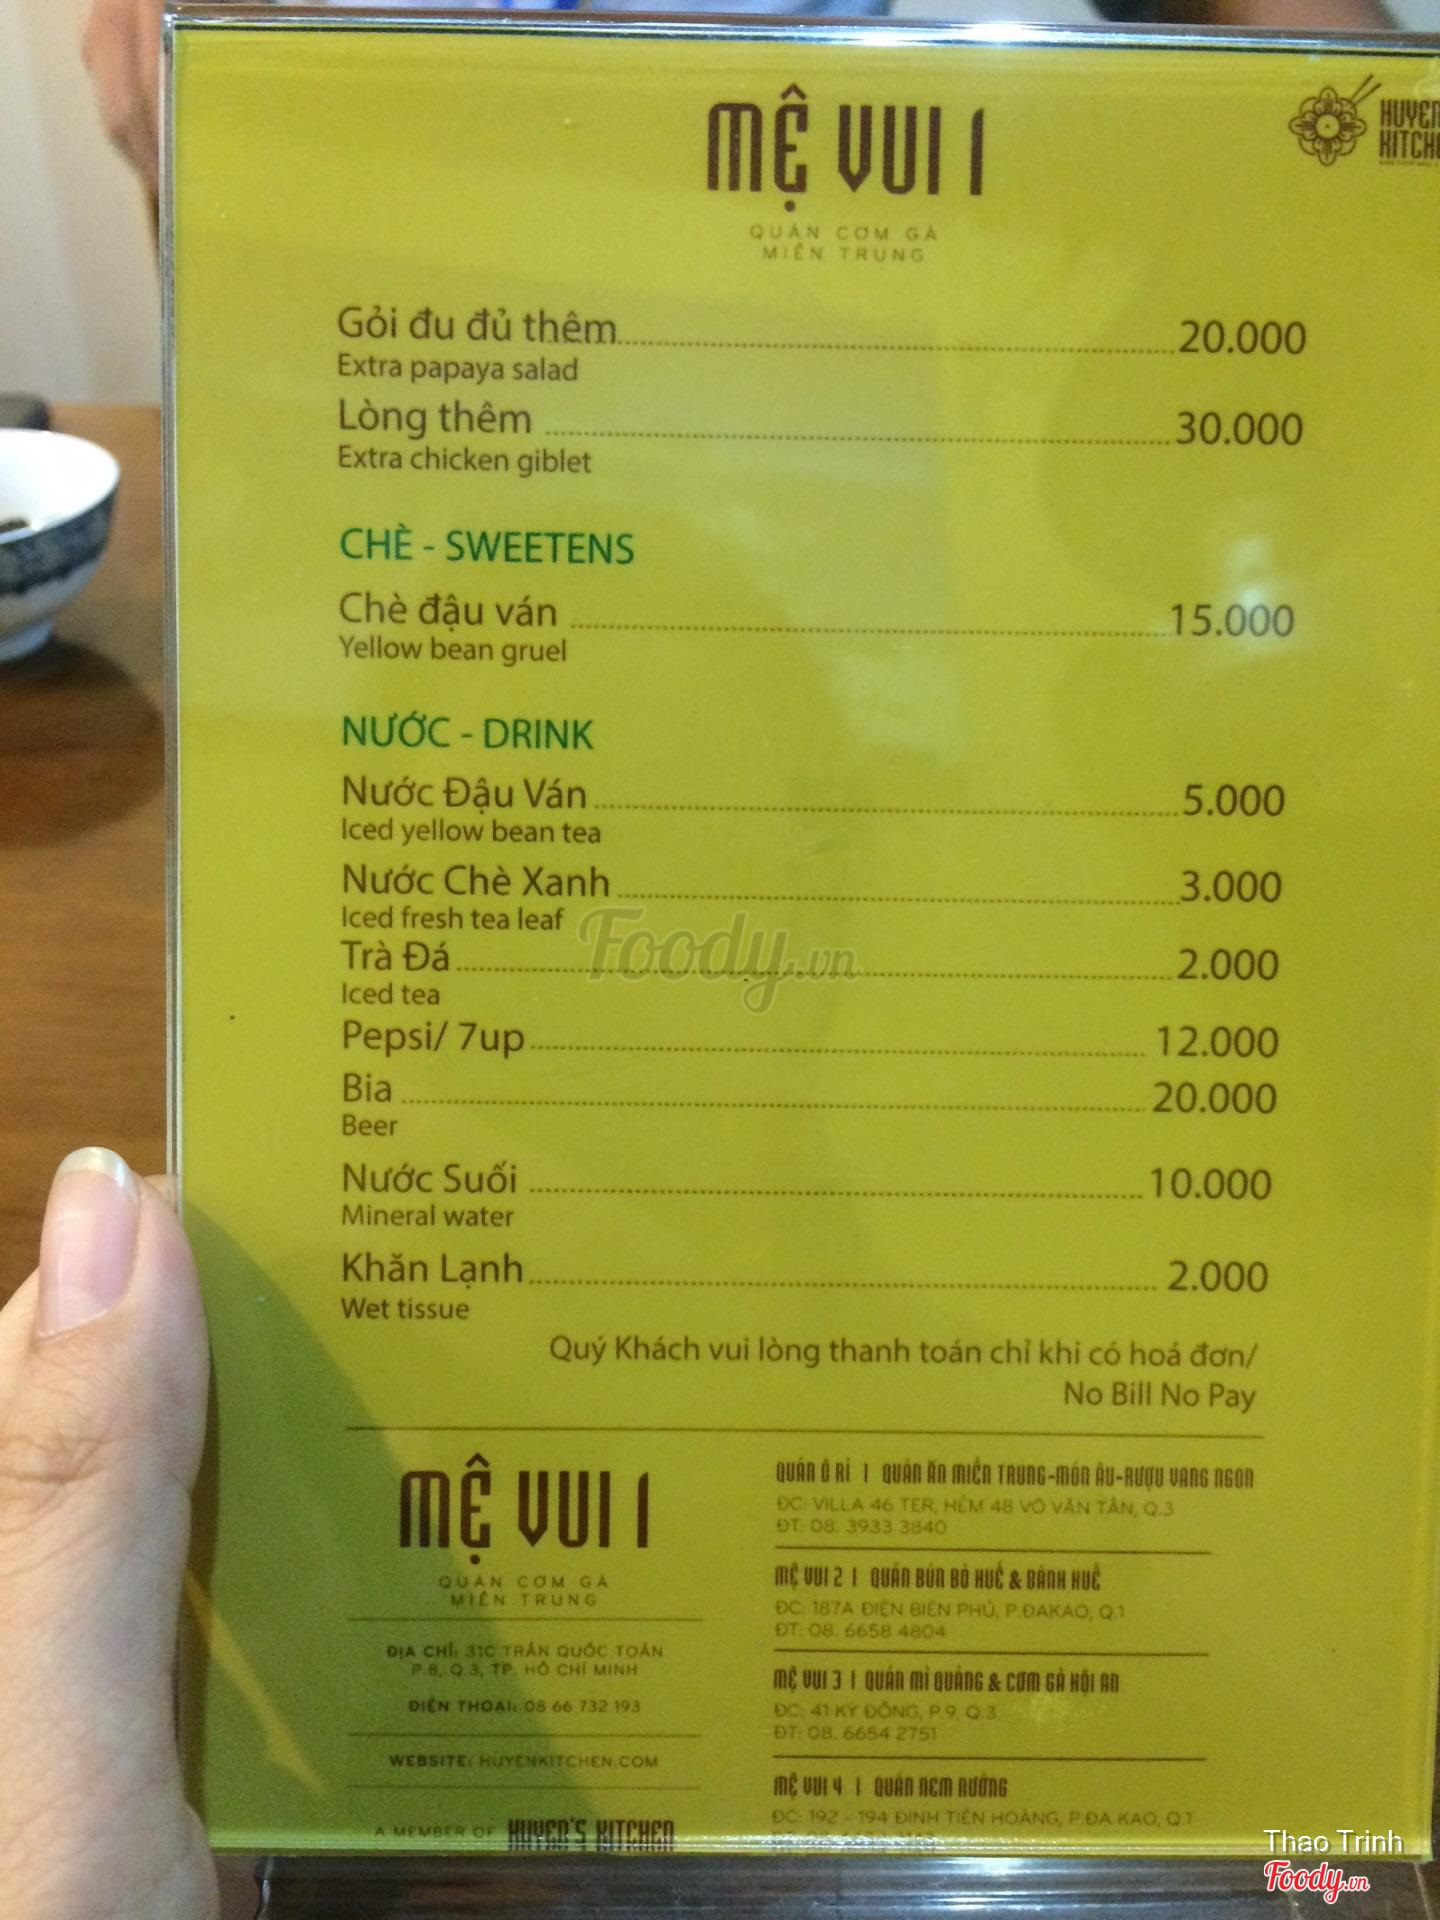 MỆ VUI 1
HUYEN
KITCHE
QUÁN CƠM GÀ
MIỀN TRUNG
Gỏi đu đủ thêm 20.000
Extra papaya salad
Lòng thêm 30.000
Extra chicken giblet
CHÈ - SWEETENS
Chè đậu ván 15.000
Yellow bean gruel
NƯỚC - DRINK
Nước Đậu Ván 5.000
Iced yellow bean tea
Nước Chè Xanh 3.000
Iced fresh tea leaf
Trà Đá 2.000
Iced tea
Pepsi/ 7up 12.000
Bia 20.000
Beer
Nước Suối 10.000
Mineral water
Khăn Lạnh 2.000
Wet tissue
Quý Khách vui lòng thanh toán chỉ khi có hoá đơn/
No Bill No Pay
MỆ VUI 1
QUÁN CƠM GÀ
MIỀN TRUNG
ĐỊA CHỈ: 31C TRẦN QUỐC TOẢN
P.8, Q.3, TP. HỒ CHÍ MINH
ĐIỆN THOẠI: 08 66 732 193
WEBSITE: HUYENKITCHEN.COM
A MEMBER OF HUYEN'S KITCHEN
QUÁN Ô RÍ | QUÁN ĂN MIỀN TRUNG-MÓN ÂU-RƯỢU VANG NGON
ĐC: VILLA 46 TER, HẺM 48 VÕ VĂN TẦN, Q.3
ĐT: 08. 3933 3840
MỆ VUI 2 | QUÁN BÚN BÒ HUẾ & BÁNH HUẾ
ĐC: 187A ĐIỆN BIÊN PHỦ, P.ĐAKAO, Q.1
ĐT: 08. 6658 4804
MỆ VUI 3 | QUÁN MÌ QUẢNG & CƠM GÀ HỘI AN
ĐC: 41 KỲ ĐỒNG, P.9, Q.3
ĐT: 08. 6654 2751
MỆ VUI 4 | QUÁN NEM NƯỚNG
ĐC: 192 - 194 ĐINH TIÊN HOÀNG, P.ĐA KAO, Q.1
Foody.vn
Thao Trinh
Foody.vn